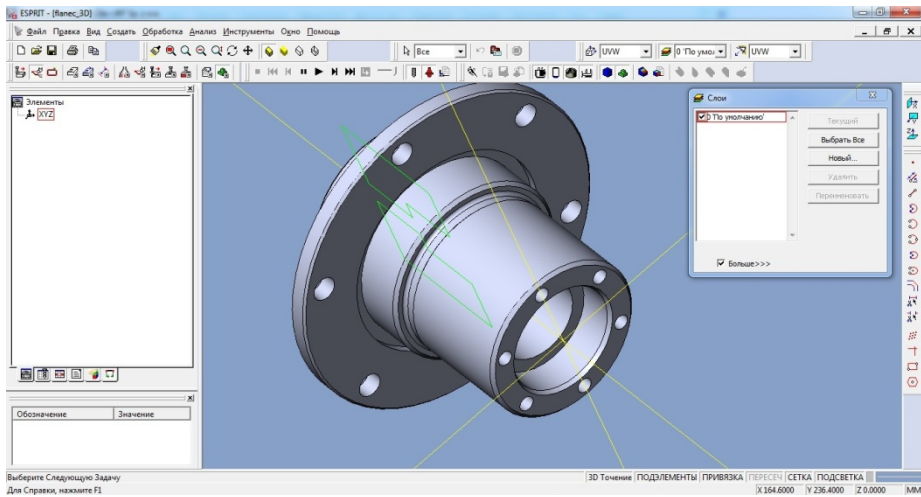 ESPRIT - [flanec_3D]
Файл Правка Вид Создать Обработка Анализ Инструменты Окно Помощь
Все
UVW
0 'По умол
UVW
Элементы
XYZ
Слои
0 'По умолчанию'
Текущий
Выбрать Все
Новый...
Удалить
Переименовать
Больше>>>
Обозначение Значение
Выберите Следующую Задачу
3D Точение ПОДЭЛЕМЕНТЫ ПРИВЯЗКА ПЕРЕСЕЧ СЕТКА ПОДСВЕТКА
Для Справки, нажмите F1
X 164.6000 Y 236.4000 Z 0.0000 MM